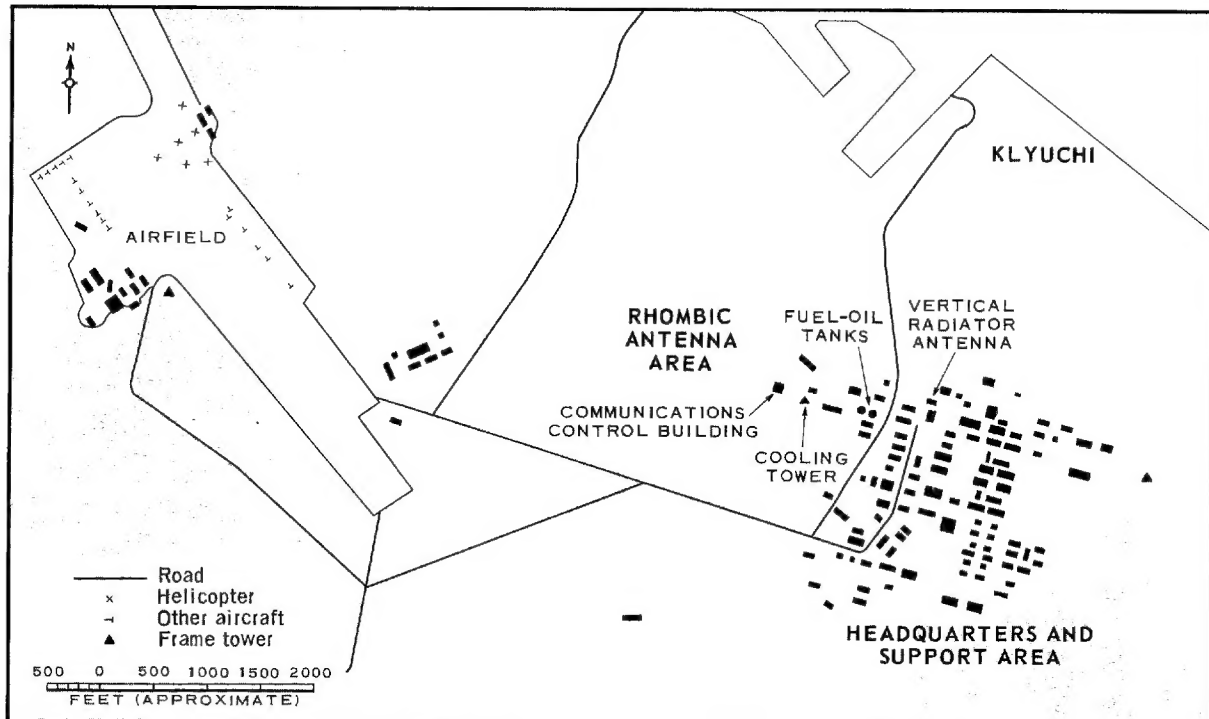 N
KLYUCHI
AIRFIELD
RHOMBIC
ANTENNA
AREA
FUEL-OIL
TANKS
VERTICAL
RADIATOR
ANTENNA
COMMUNICATIONS
CONTROL BUILDING
COOLING
TOWER
Road
Helicopter
Other aircraft
Frame tower
HEADQUARTERS AND
SUPPORT AREA
500 0 500 1000 1500 2000
FEET (APPROXIMATE)